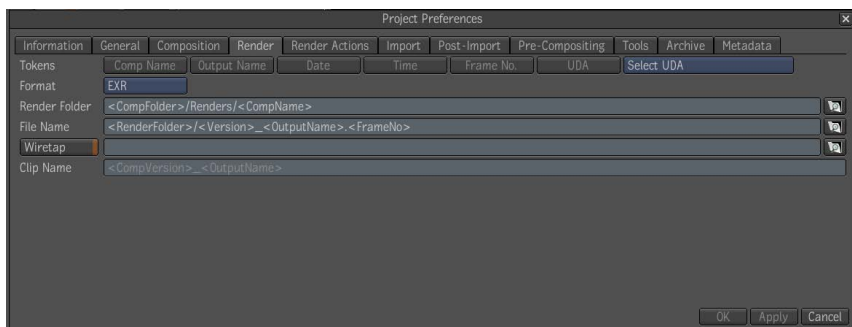 Project Preferences
Information General Composition Render Render Actions Import Post-Import Pre-Compositing Tools Archive Metadata
Tokens Comp Name Output Name Date Time Frame No. UDA Select UDA
Format EXR
Render Folder <CompFolder>/Renders/<CompName>
File Name <RenderFolder>/<Version>_<OutputName>.<FrameNo>
Wiretap
Clip Name <CompVersion>_<OutputName>
OK Apply Cancel